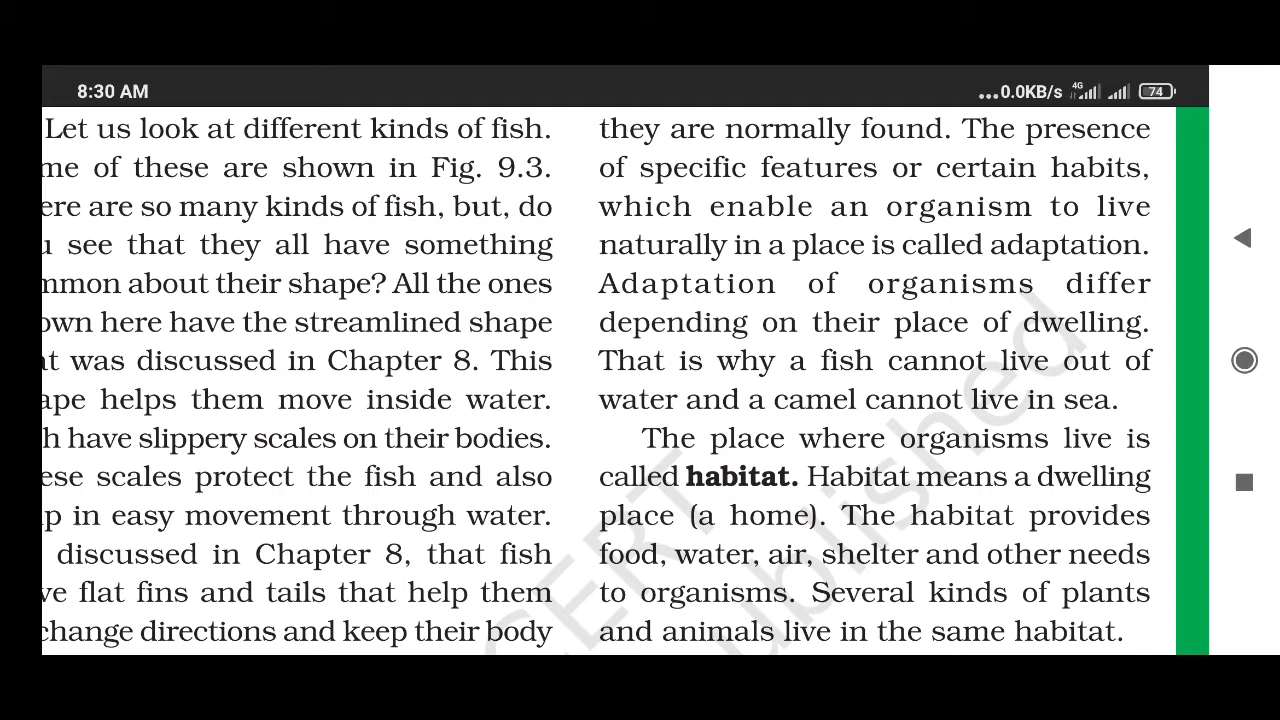 8:30 AM
...0.0KB/s 4G 74
Let us look at different kinds of fish.
me of these are shown in Fig. 9.3.
ere are so many kinds of fish, but, do
u see that they all have something
mmon about their shape? All the ones
own here have the streamlined shape
at was discussed in Chapter 8. This
ape helps them move inside water.
h have slippery scales on their bodies.
ese scales protect the fish and also
lp in easy movement through water.
discussed in Chapter 8, that fish
ve flat fins and tails that help them
change directions and keep their body
they are normally found. The presence
of specific features or certain habits,
which enable an organism to live
naturally in a place is called adaptation.
Adaptation of organisms differ
depending on their place of dwelling.
That is why a fish cannot live out of
water and a camel cannot live in sea.
The place where organisms live is
called habitat. Habitat means a dwelling
place (a home). The habitat provides
food, water, air, shelter and other needs
to organisms. Several kinds of plants
and animals live in the same habitat.
CERT
ublished